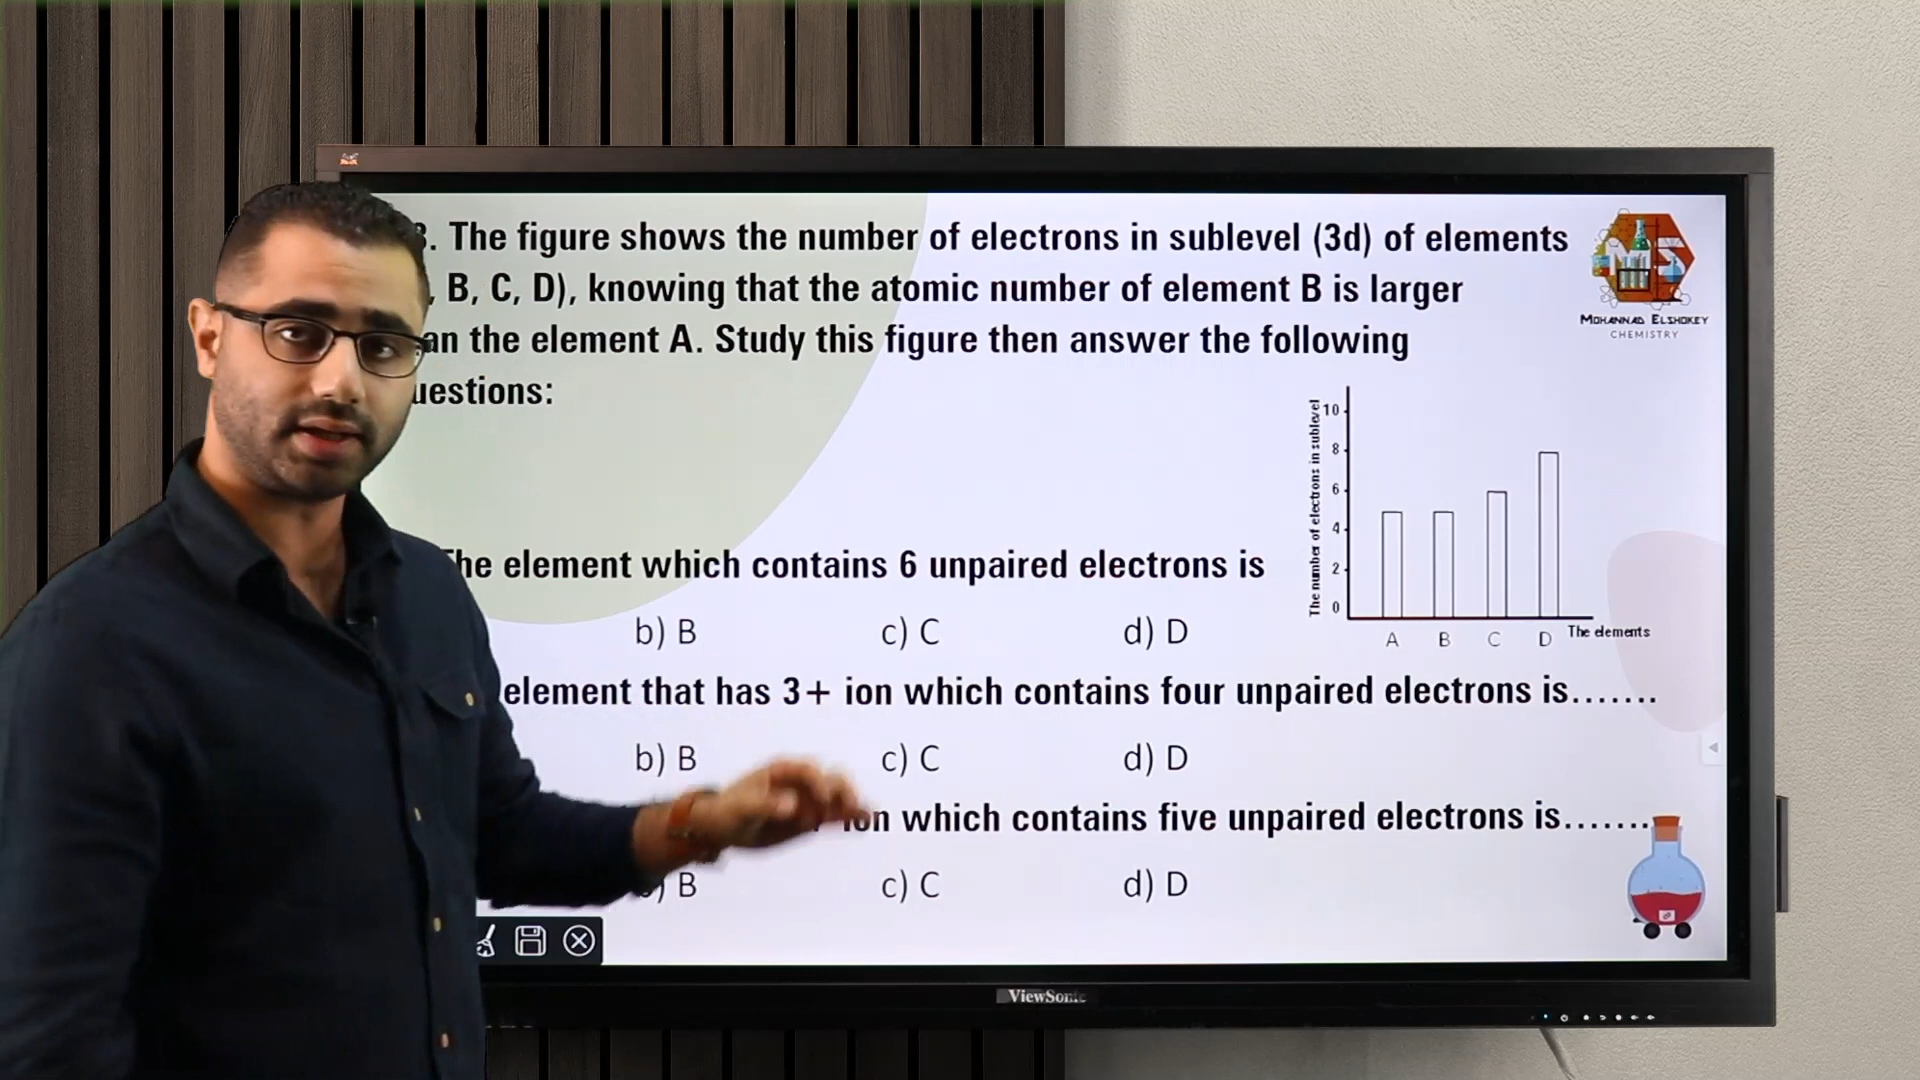 . The figure shows the number of electrons in sublevel (3d) of elements
, B, C, D), knowing that the atomic number of element B is larger
an the element A. Study this figure then answer the following
uestions:
MOHANNAD ELSHOKEY
CHEMISTRY
The number of electrons in sublevel
10
8
6
4
2
0
A B C D The elements
The element which contains 6 unpaired electrons is
b) B c) C d) D
element that has 3+ ion which contains four unpaired electrons is.......
b) B c) C d) D
ion which contains five unpaired electrons is.......
) B c) C d) D
ViewSonic